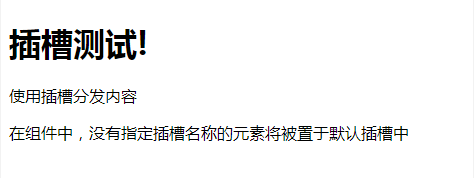 插槽测试!
使用插槽分发内容
在组件中，没有指定插槽名称的元素将被置于默认插槽中